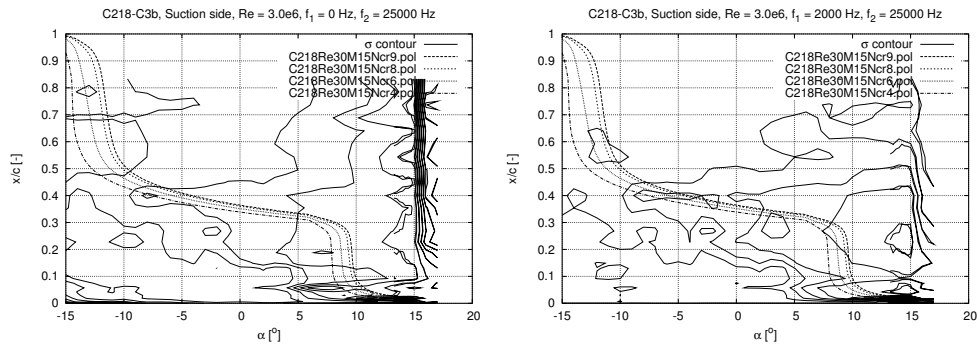 C218-C3b, Suction side, Re = 3.0e6, f1 = 0 Hz, f2 = 25000 Hz
σ contour
C218Re30M15Ncr9.pol
C218Re30M15Ncr8.pol
C218Re30M15Ncr6.pol
C218Re30M15Ncr4.pol
x/c [-]
1
0.9
0.8
0.7
0.6
0.5
0.4
0.3
0.2
0.1
0
-15 -10 -5 0 5 10 15 20
α [o]
C218-C3b, Suction side, Re = 3.0e6, f1 = 2000 Hz, f2 = 25000 Hz
σ contour
C218Re30M15Ncr9.pol
C218Re30M15Ncr8.pol
C218Re30M15Ncr6.pol
C218Re30M15Ncr4.pol
x/c [-]
1
0.9
0.8
0.7
0.6
0.5
0.4
0.3
0.2
0.1
0
-15 -10 -5 0 5 10 15 20
α [o]